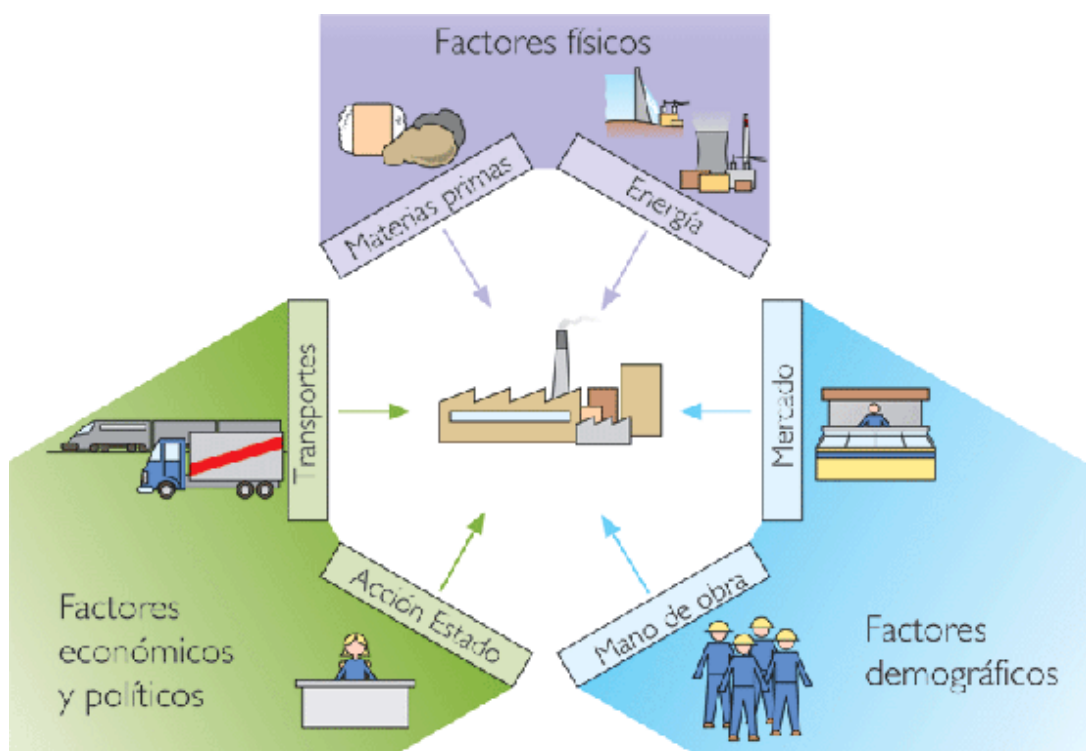 Factores físicos
Materias primas
Energía
Transportes
Mercado
Acción Estado
Mano de obra
Factores
económicos
y políticos
Factores
demográficos